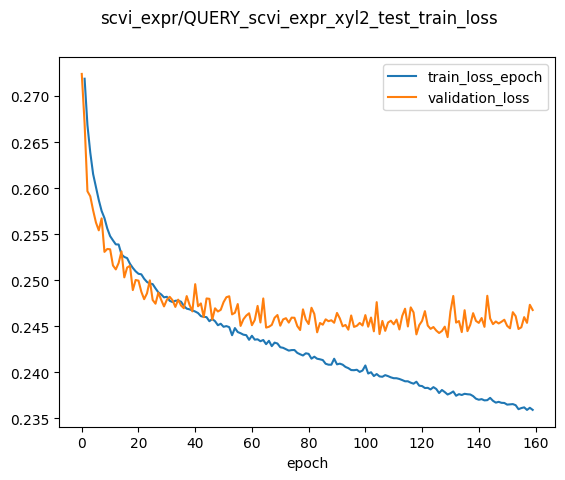 scvi_expr/QUERY_scvi_expr_xyl2_test_train_loss
train_loss_epoch
validation_loss
0.270
0.265
0.260
0.255
0.250
0.245
0.240
0.235
0 20 40 60 80 100 120 140 160
epoch